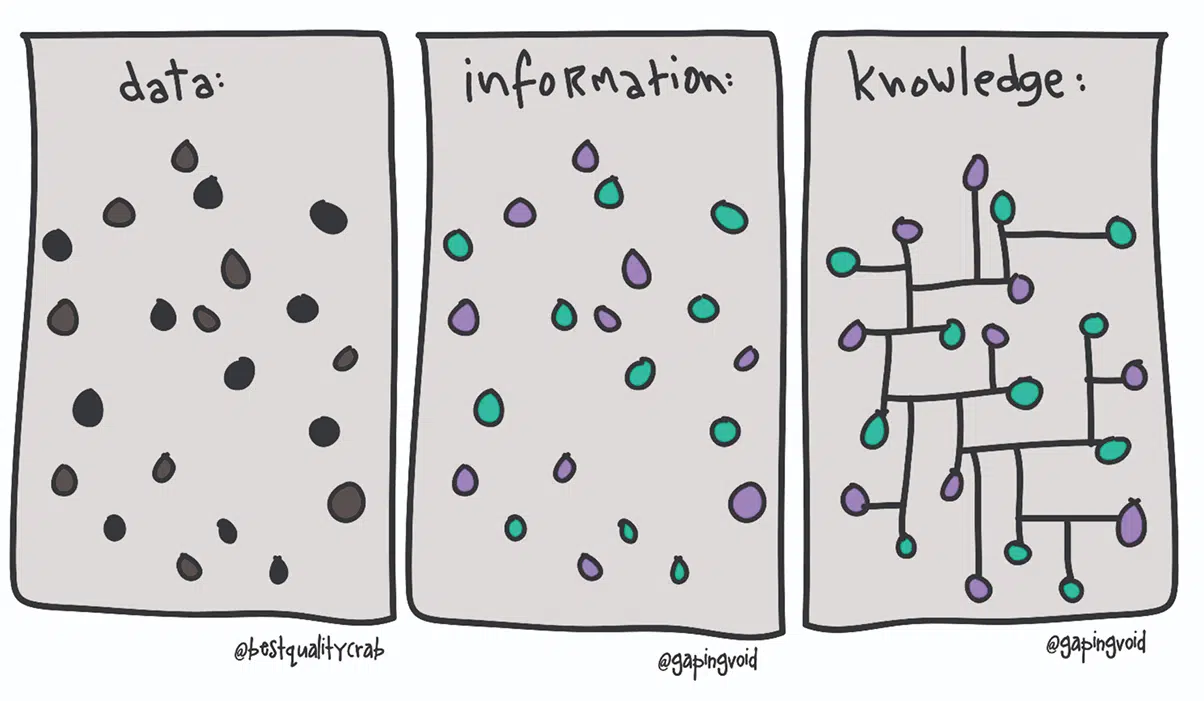 data:
information:
knowledge:
@bestqualitycrab
@gapingvoid
@gapingvoid